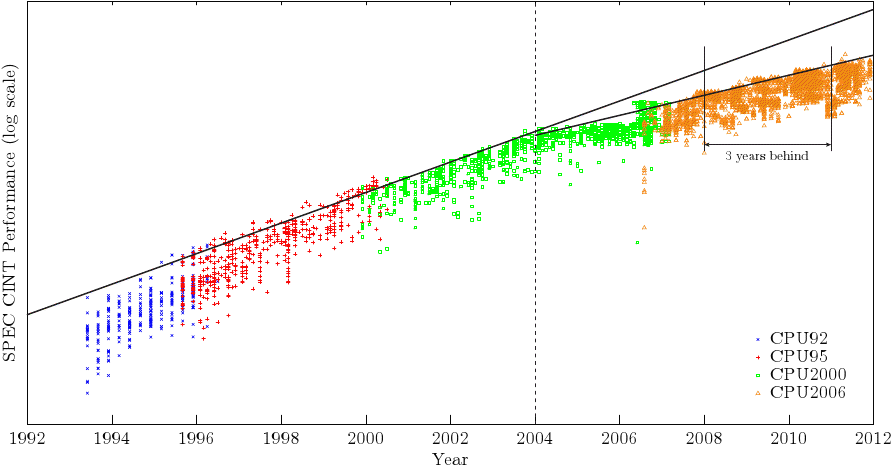 SPEC CINT Performance (log scale)
3 years behind
CPU92
CPU95
CPU2000
CPU2006
1992 1994 1996 1998 2000 2002 2004 2006 2008 2010 2012
Year